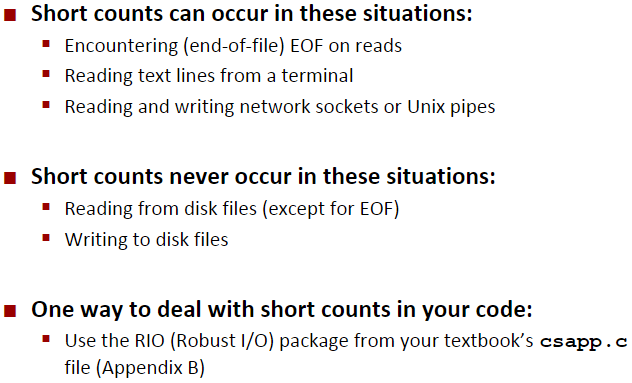 Short counts can occur in these situations:
Encountering (end-of-file) EOF on reads
Reading text lines from a terminal
Reading and writing network sockets or Unix pipes
Short counts never occur in these situations:
Reading from disk files (except for EOF)
Writing to disk files
One way to deal with short counts in your code:
Use the RIO (Robust I/O) package from your textbook's csapp.c
file (Appendix B)